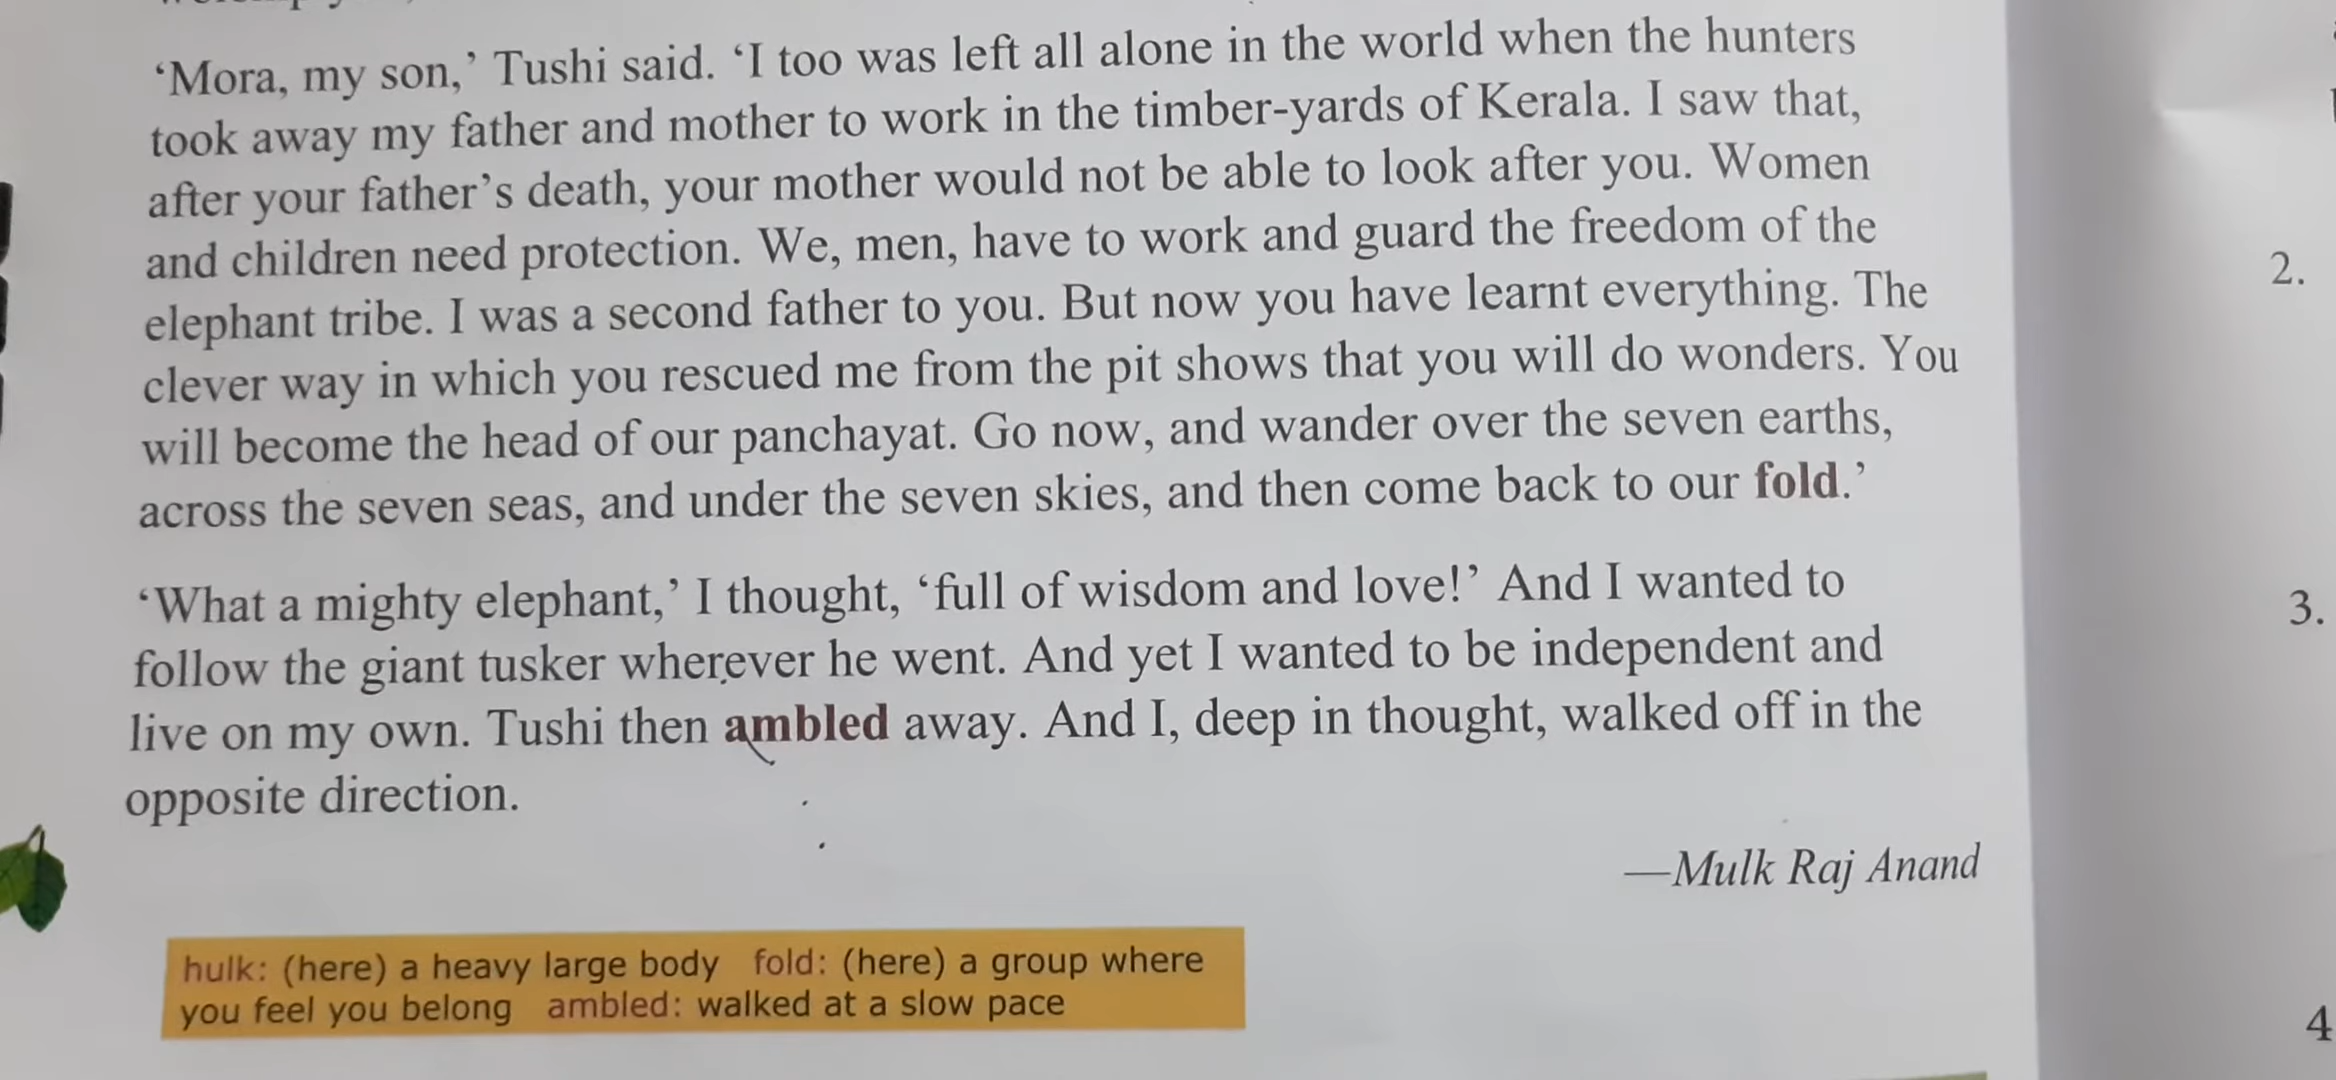 ‘Mora, my son,’ Tushi said. ‘I too was left all alone in the world when the hunters
took away my father and mother to work in the timber-yards of Kerala. I saw that,
after your father’s death, your mother would not be able to look after you. Women
and children need protection. We, men, have to work and guard the freedom of the
elephant tribe. I was a second father to you. But now you have learnt everything. The
clever way in which you rescued me from the pit shows that you will do wonders. You
will become the head of our panchayat. Go now, and wander over the seven earths,
across the seven seas, and under the seven skies, and then come back to our fold.’
‘What a mighty elephant,’ I thought, ‘full of wisdom and love!’ And I wanted to
follow the giant tusker wherever he went. And yet I wanted to be independent and
live on my own. Tushi then ambled away. And I, deep in thought, walked off in the
opposite direction.
—Mulk Raj Anand
hulk: (here) a heavy large body fold: (here) a group where
you feel you belong ambled: walked at a slow pace
2.
3.
4